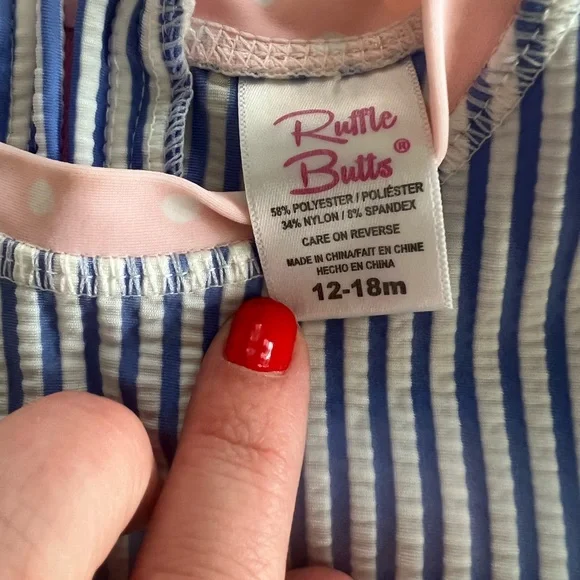 Ruffle
Butts®
58% POLYESTER / POLIÉSTER
34% NYLON / 8% SPANDEX
CARE ON REVERSE
MADE IN CHINA/FAIT EN CHINE
HECHO EN CHINA
12-18m